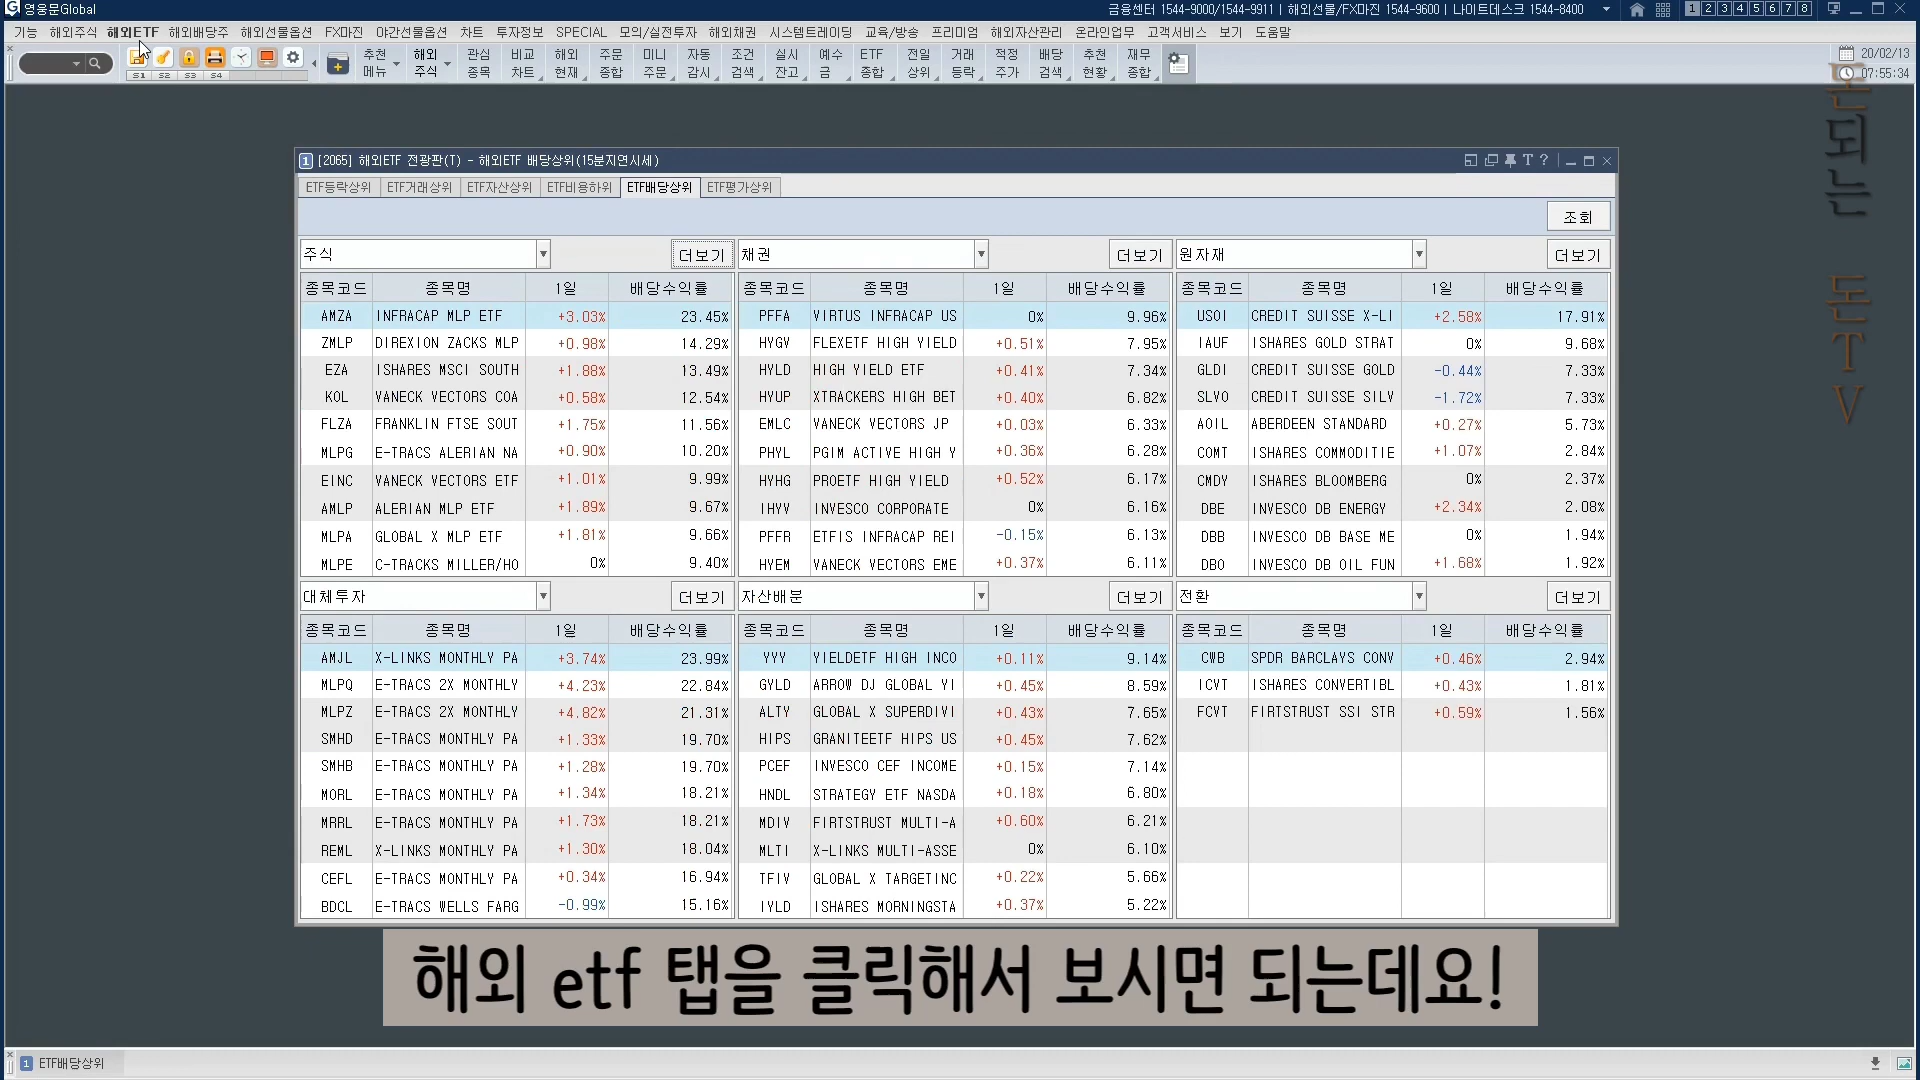 영웅문Global
금융센터 1544-9000/1544-9911 | 해외선물/FX마진 1544-9600 | 나이트데스크 1544-8400
1 2 3 4 5 6 7 8
기능 해외주식 해외ETF 해외배당주 해외선물옵션 FX마진 야간선물옵션 차트 투자정보 SPECIAL 모의/실전투자 해외채권 시스템트레이딩 교육/방송 프리미엄 해외자산관리 온라인업무 고객서비스 보기 도움말
S1 S2 S3 S4
추천 메뉴 해외 주식 관심 종목 비교 차트 해외 현재 주문 종합 미니 주문 자동 감시 조건 검색 실시 잔고 예수 금 ETF 종합 전일 상위 거래 등락 적정 주가 배당 검색 추천 현황 재무 종합
20/02/13
07:55:34
돈되는 돈TV
1 [2065] 해외ETF 전광판(T) - 해외ETF 배당상위(15분지연시세)
T ?
ETF등락상위 ETF거래상위 ETF자산상위 ETF비용하위 ETF배당상위 ETF평가상위
조회
주식 더보기
종목코드 종목명 1일 배당수익률
AMZA INFRACAP MLP ETF +3.03% 23.45%
ZMLP DIREXION ZACKS MLP +0.98% 14.29%
EZA ISHARES MSCI SOUTH +1.88% 13.49%
KOL VANECK VECTORS COA +0.58% 12.54%
FLZA FRANKLIN FTSE SOUT +1.75% 11.56%
MLPG E-TRACS ALERIAN NA +0.90% 10.20%
EINC VANECK VECTORS ETF +1.01% 9.99%
AMLP ALERIAN MLP ETF +1.89% 9.67%
MLPA GLOBAL X MLP ETF +1.81% 9.66%
MLPE C-TRACKS MILLER/HO 0% 9.40%
채권 더보기
종목코드 종목명 1일 배당수익률
PFFA VIRTUS INFRACAP US 0% 9.96%
HYGV FLEXETF HIGH YIELD +0.51% 7.95%
HYLD HIGH YIELD ETF +0.41% 7.34%
HYUP XTRACKERS HIGH BET +0.40% 6.82%
EMLC VANECK VECTORS JP +0.03% 6.33%
PHYL PGIM ACTIVE HIGH Y +0.36% 6.28%
HYHG PROETF HIGH YIELD +0.52% 6.17%
IHYV INVESCO CORPORATE 0% 6.16%
PFFR ETFIS INFRACAP REI -0.15% 6.13%
HYEM VANECK VECTORS EME +0.37% 6.11%
원자재 더보기
종목코드 종목명 1일 배당수익률
USOI CREDIT SUISSE X-LI +2.58% 17.91%
IAUF ISHARES GOLD STRAT 0% 9.68%
GLDI CREDIT SUISSE GOLD -0.44% 7.33%
SLVO CREDIT SUISSE SILV -1.72% 7.33%
AOIL ABERDEEN STANDARD +0.27% 5.73%
COMT ISHARES COMMODITIE +1.07% 2.84%
CMDY ISHARES BLOOMBERG 0% 2.37%
DBE INVESCO DB ENERGY +2.34% 2.08%
DBB INVESCO DB BASE ME 0% 1.94%
DBO INVESCO DB OIL FUN +1.68% 1.92%
대체투자 더보기
종목코드 종목명 1일 배당수익률
AMJL X-LINKS MONTHLY PA +3.74% 23.99%
MLPQ E-TRACS 2X MONTHLY +4.23% 22.84%
MLPZ E-TRACS 2X MONTHLY +4.82% 21.31%
SMHD E-TRACS MONTHLY PA +1.33% 19.70%
SMHB E-TRACS MONTHLY PA +1.28% 19.70%
MORL E-TRACS MONTHLY PA +1.34% 18.21%
MRRL E-TRACS MONTHLY PA +1.73% 18.21%
REML X-LINKS MONTHLY PA +1.30% 18.04%
CEFL E-TRACS MONTHLY PA +0.34% 16.94%
BDCL E-TRACS WELLS FARG -0.99% 15.16%
자산배분 더보기
종목코드 종목명 1일 배당수익률
YYY YIELDETF HIGH INCO +0.11% 9.14%
GYLD ARROW DJ GLOBAL YI +0.45% 8.59%
ALTY GLOBAL X SUPERDIVI +0.43% 7.65%
HIPS GRANITEETF HIPS US +0.45% 7.62%
PCEF INVESCO CEF INCOME +0.15% 7.14%
HNDL STRATEGY ETF NASDA +0.18% 6.80%
MDIV FIRTSTRUST MULTI-A +0.60% 6.21%
MLTI X-LINKS MULTI-ASSE 0% 6.10%
TFIV GLOBAL X TARGETINC +0.22% 5.66%
IYLD ISHARES MORNINGSTA +0.37% 5.22%
전환 더보기
종목코드 종목명 1일 배당수익률
CWB SPDR BARCLAYS CONV +0.46% 2.94%
ICVT ISHARES CONVERTIBL +0.43% 1.81%
FCVT FIRTSTRUST SSI STR +0.59% 1.56%
해외 etf 탭을 클릭해서 보시면 되는데요!
1 ETF배당상위